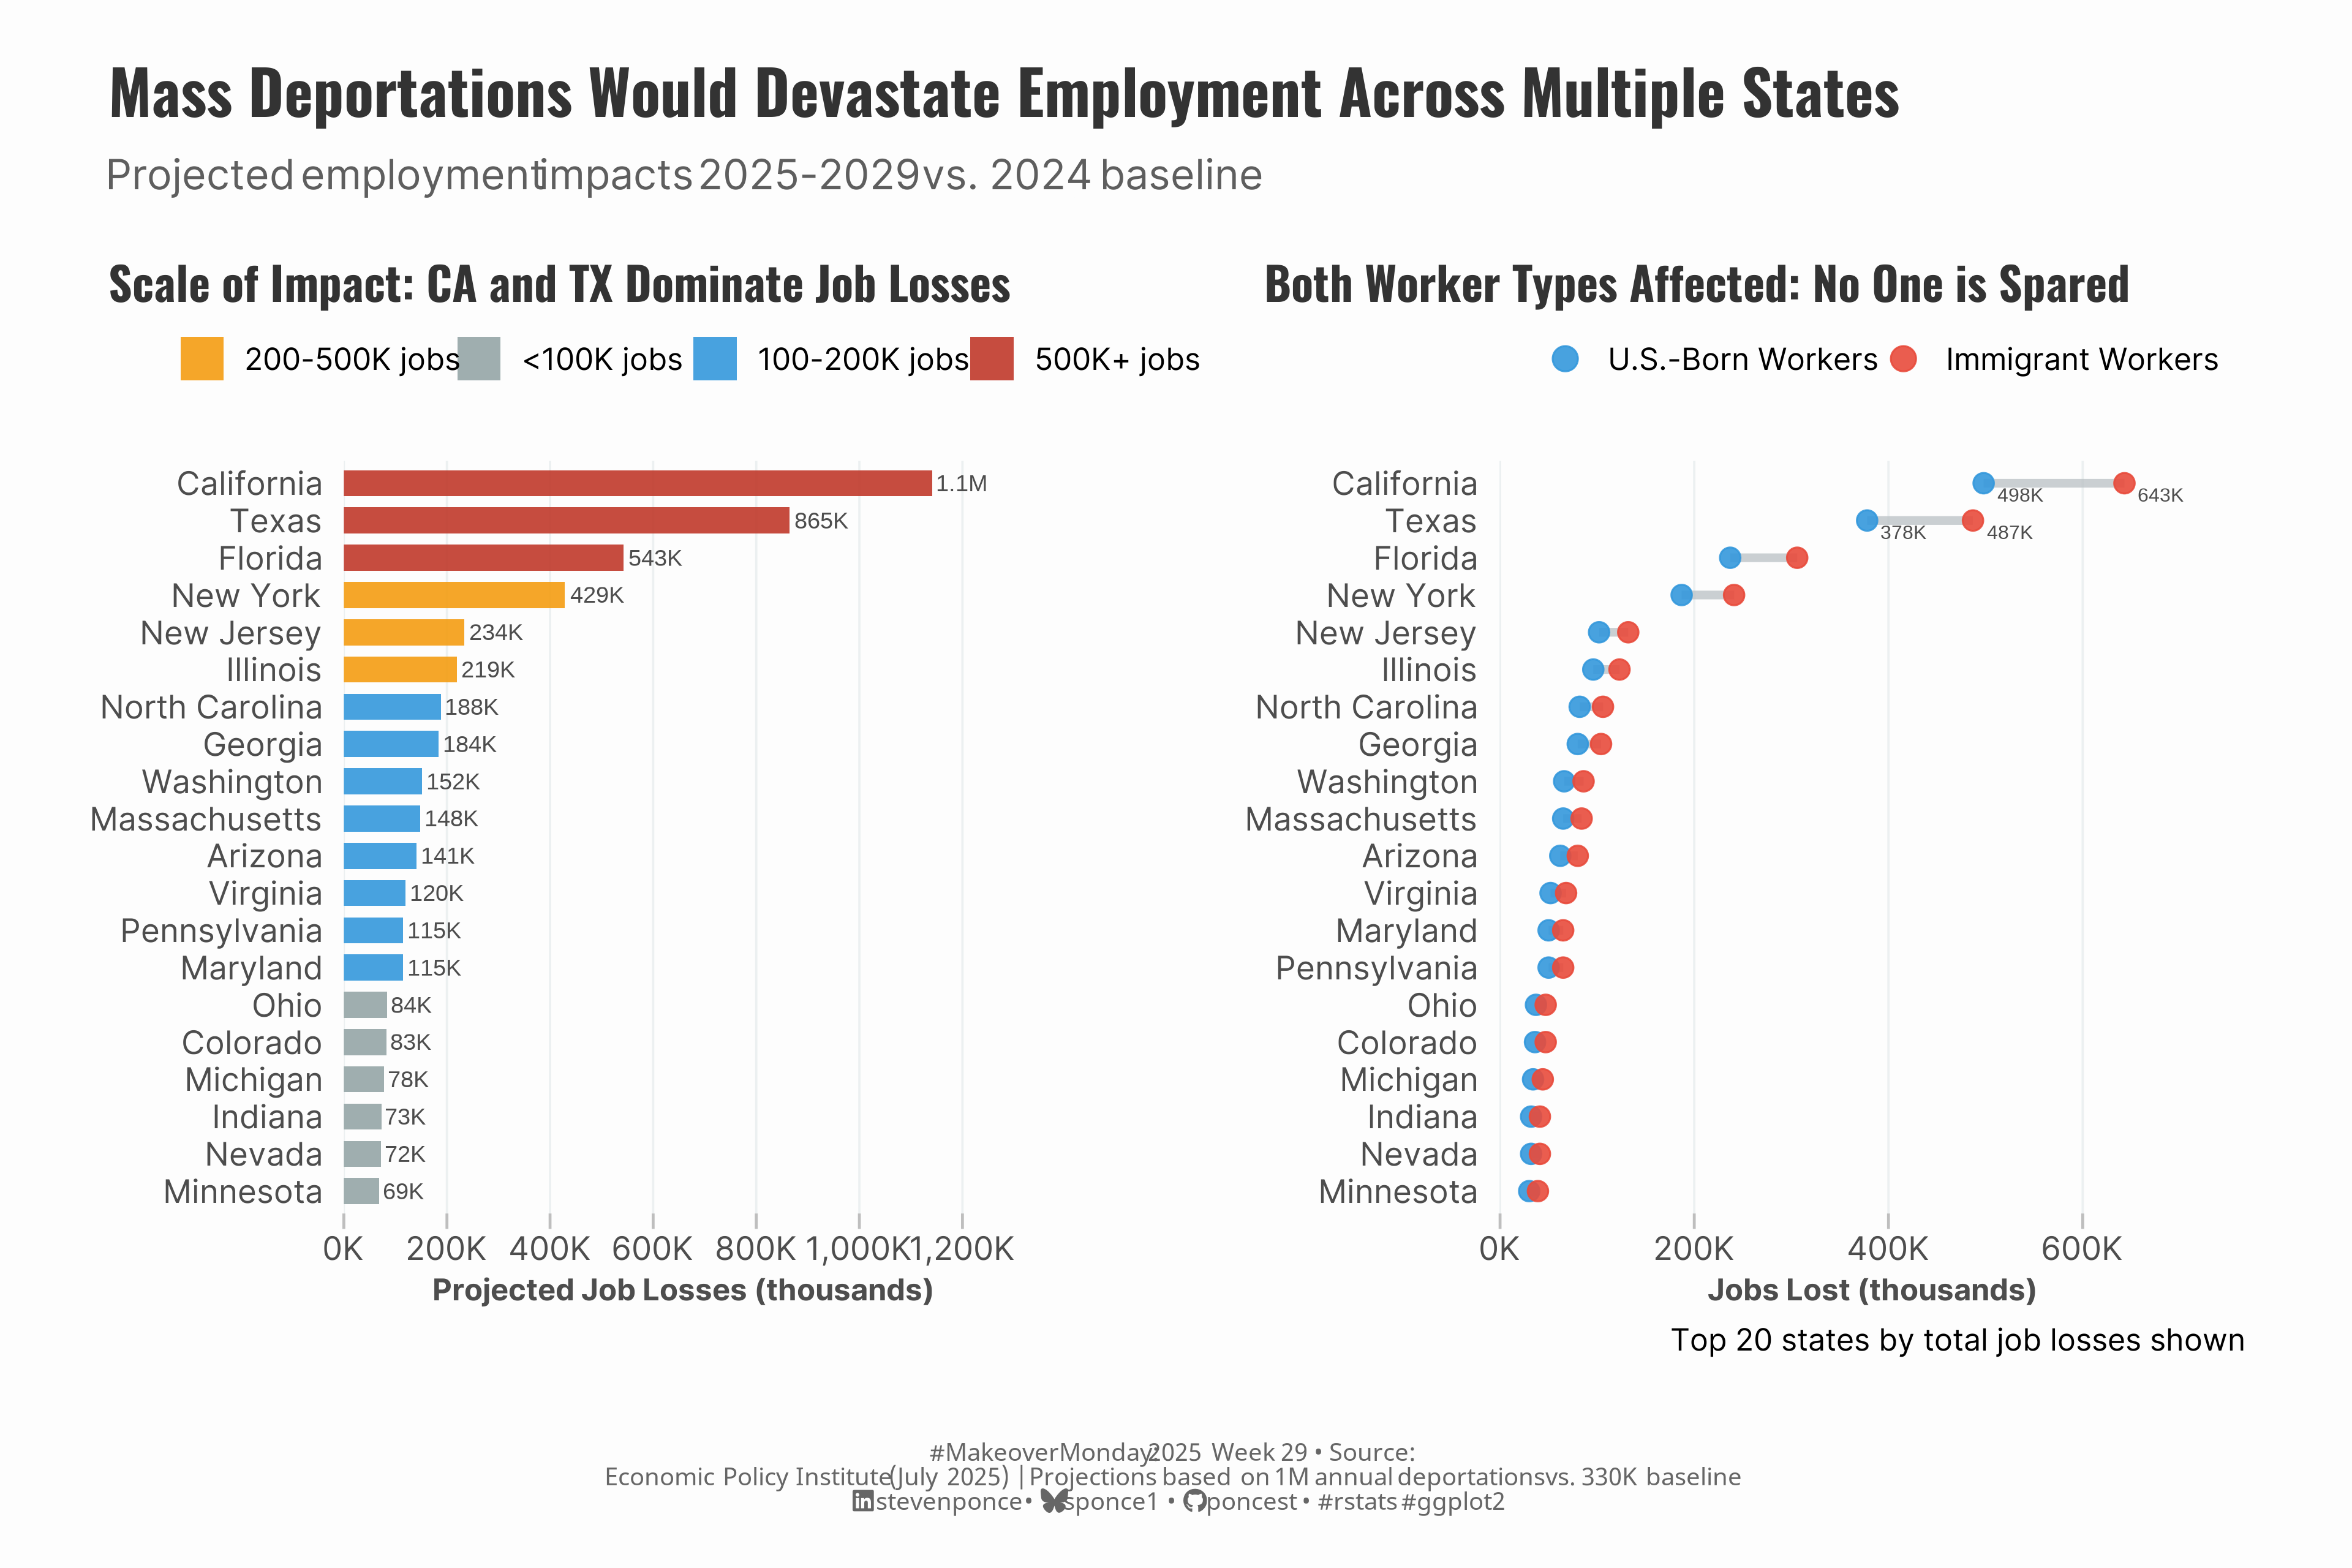 Mass Deportations Would Devastate Employment Across Multiple States
Projected employment impacts 2025-2029 vs. 2024 baseline
Scale of Impact: CA and TX Dominate Job Losses
200-500K jobs <100K jobs 100-200K jobs 500K+ jobs
California 1.1M
Texas 865K
Florida 543K
New York 429K
New Jersey 234K
Illinois 219K
North Carolina 188K
Georgia 184K
Washington 152K
Massachusetts 148K
Arizona 141K
Virginia 120K
Pennsylvania 115K
Maryland 115K
Ohio 84K
Colorado 83K
Michigan 78K
Indiana 73K
Nevada 72K
Minnesota 69K
0K 200K 400K 600K 800K 1,000K 1,200K
Projected Job Losses (thousands)
Both Worker Types Affected: No One is Spared
U.S.-Born Workers Immigrant Workers
California 498K 643K
Texas 378K 487K
Florida
New York
New Jersey
Illinois
North Carolina
Georgia
Washington
Massachusetts
Arizona
Virginia
Maryland
Pennsylvania
Ohio
Colorado
Michigan
Indiana
Nevada
Minnesota
0K 200K 400K 600K
Jobs Lost (thousands)
Top 20 states by total job losses shown
#MakeoverMonday: 2025 Week 29 • Source:
Economic Policy Institute (July 2025) | Projections based on 1M annual deportations vs. 330K baseline
in stevenponce • sponce1 • poncest • #rstats #ggplot2